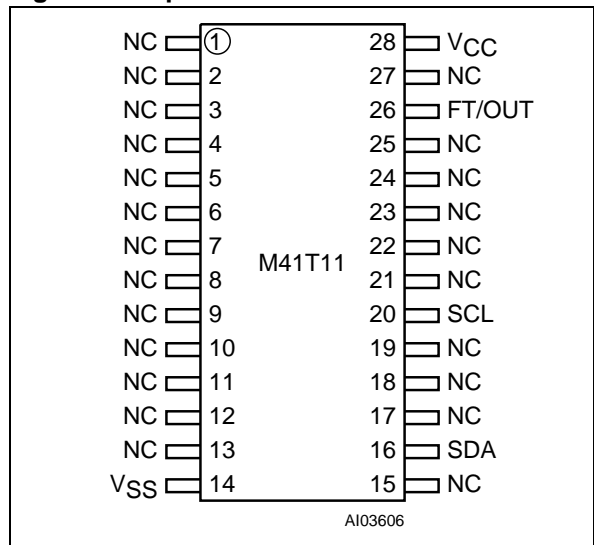 NC 1 28 VCC
NC 2 27 NC
NC 3 26 FT/OUT
NC 4 25 NC
NC 5 24 NC
NC 6 23 NC
NC 7 22 NC
M41T11
NC 8 21 NC
NC 9 20 SCL
NC 10 19 NC
NC 11 18 NC
NC 12 17 NC
NC 13 16 SDA
VSS 14 15 NC
AI03606